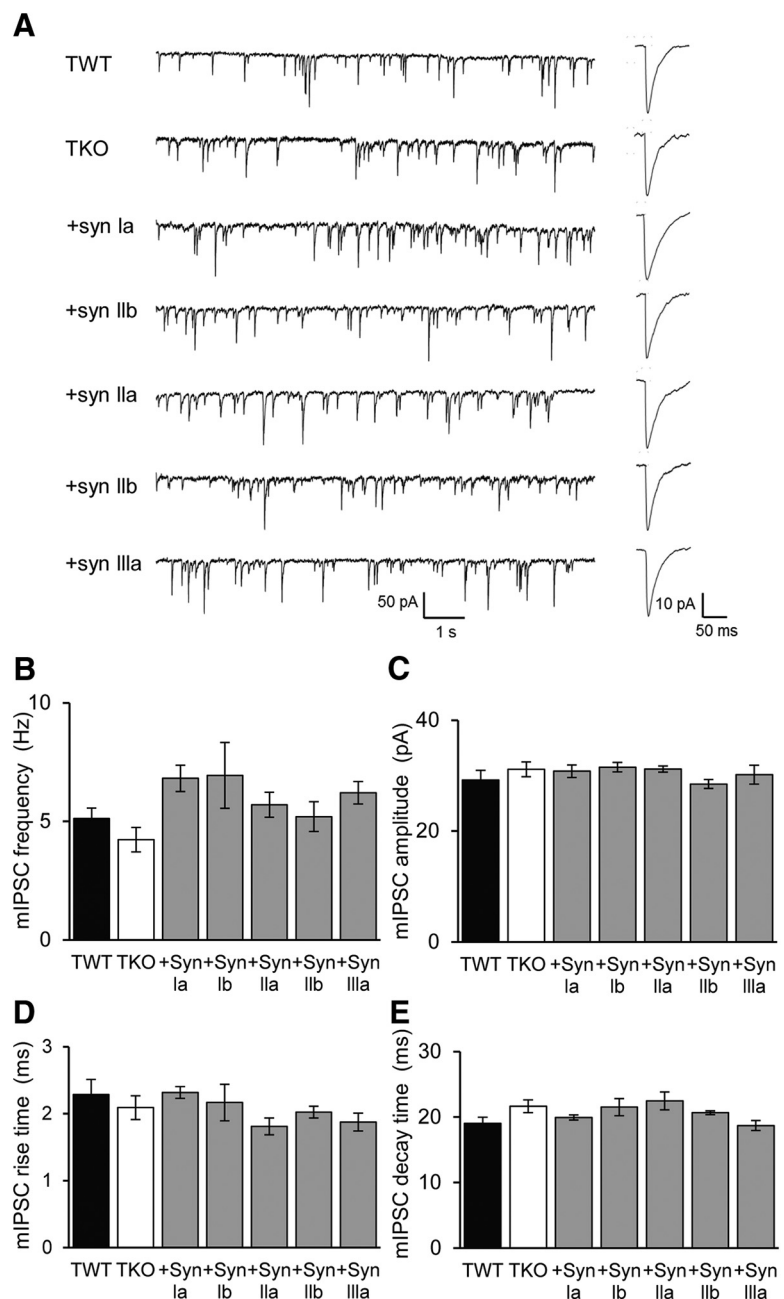 A
TWT
TKO
+syn Ia
+syn IIb
+syn IIa
+syn IIb
+syn IIIa
50 pA
1 s
10 pA
50 ms
B
mIPSC frequency (Hz)
10
5
0
TWT TKO +Syn +Syn +Syn +Syn +Syn
Ia Ib IIa IIb IIIa
C
mIPSC amplitude (pA)
40
20
0
TWT TKO +Syn +Syn +Syn +Syn +Syn
Ia Ib IIa IIb IIIa
D
mIPSC rise time (ms)
3
2
1
0
TWT TKO +Syn +Syn +Syn +Syn +Syn
Ia Ib IIa IIb IIIa
E
mIPSC decay time (ms)
30
20
10
0
TWT TKO +Syn +Syn +Syn +Syn +Syn
Ia Ib IIa IIb IIIa